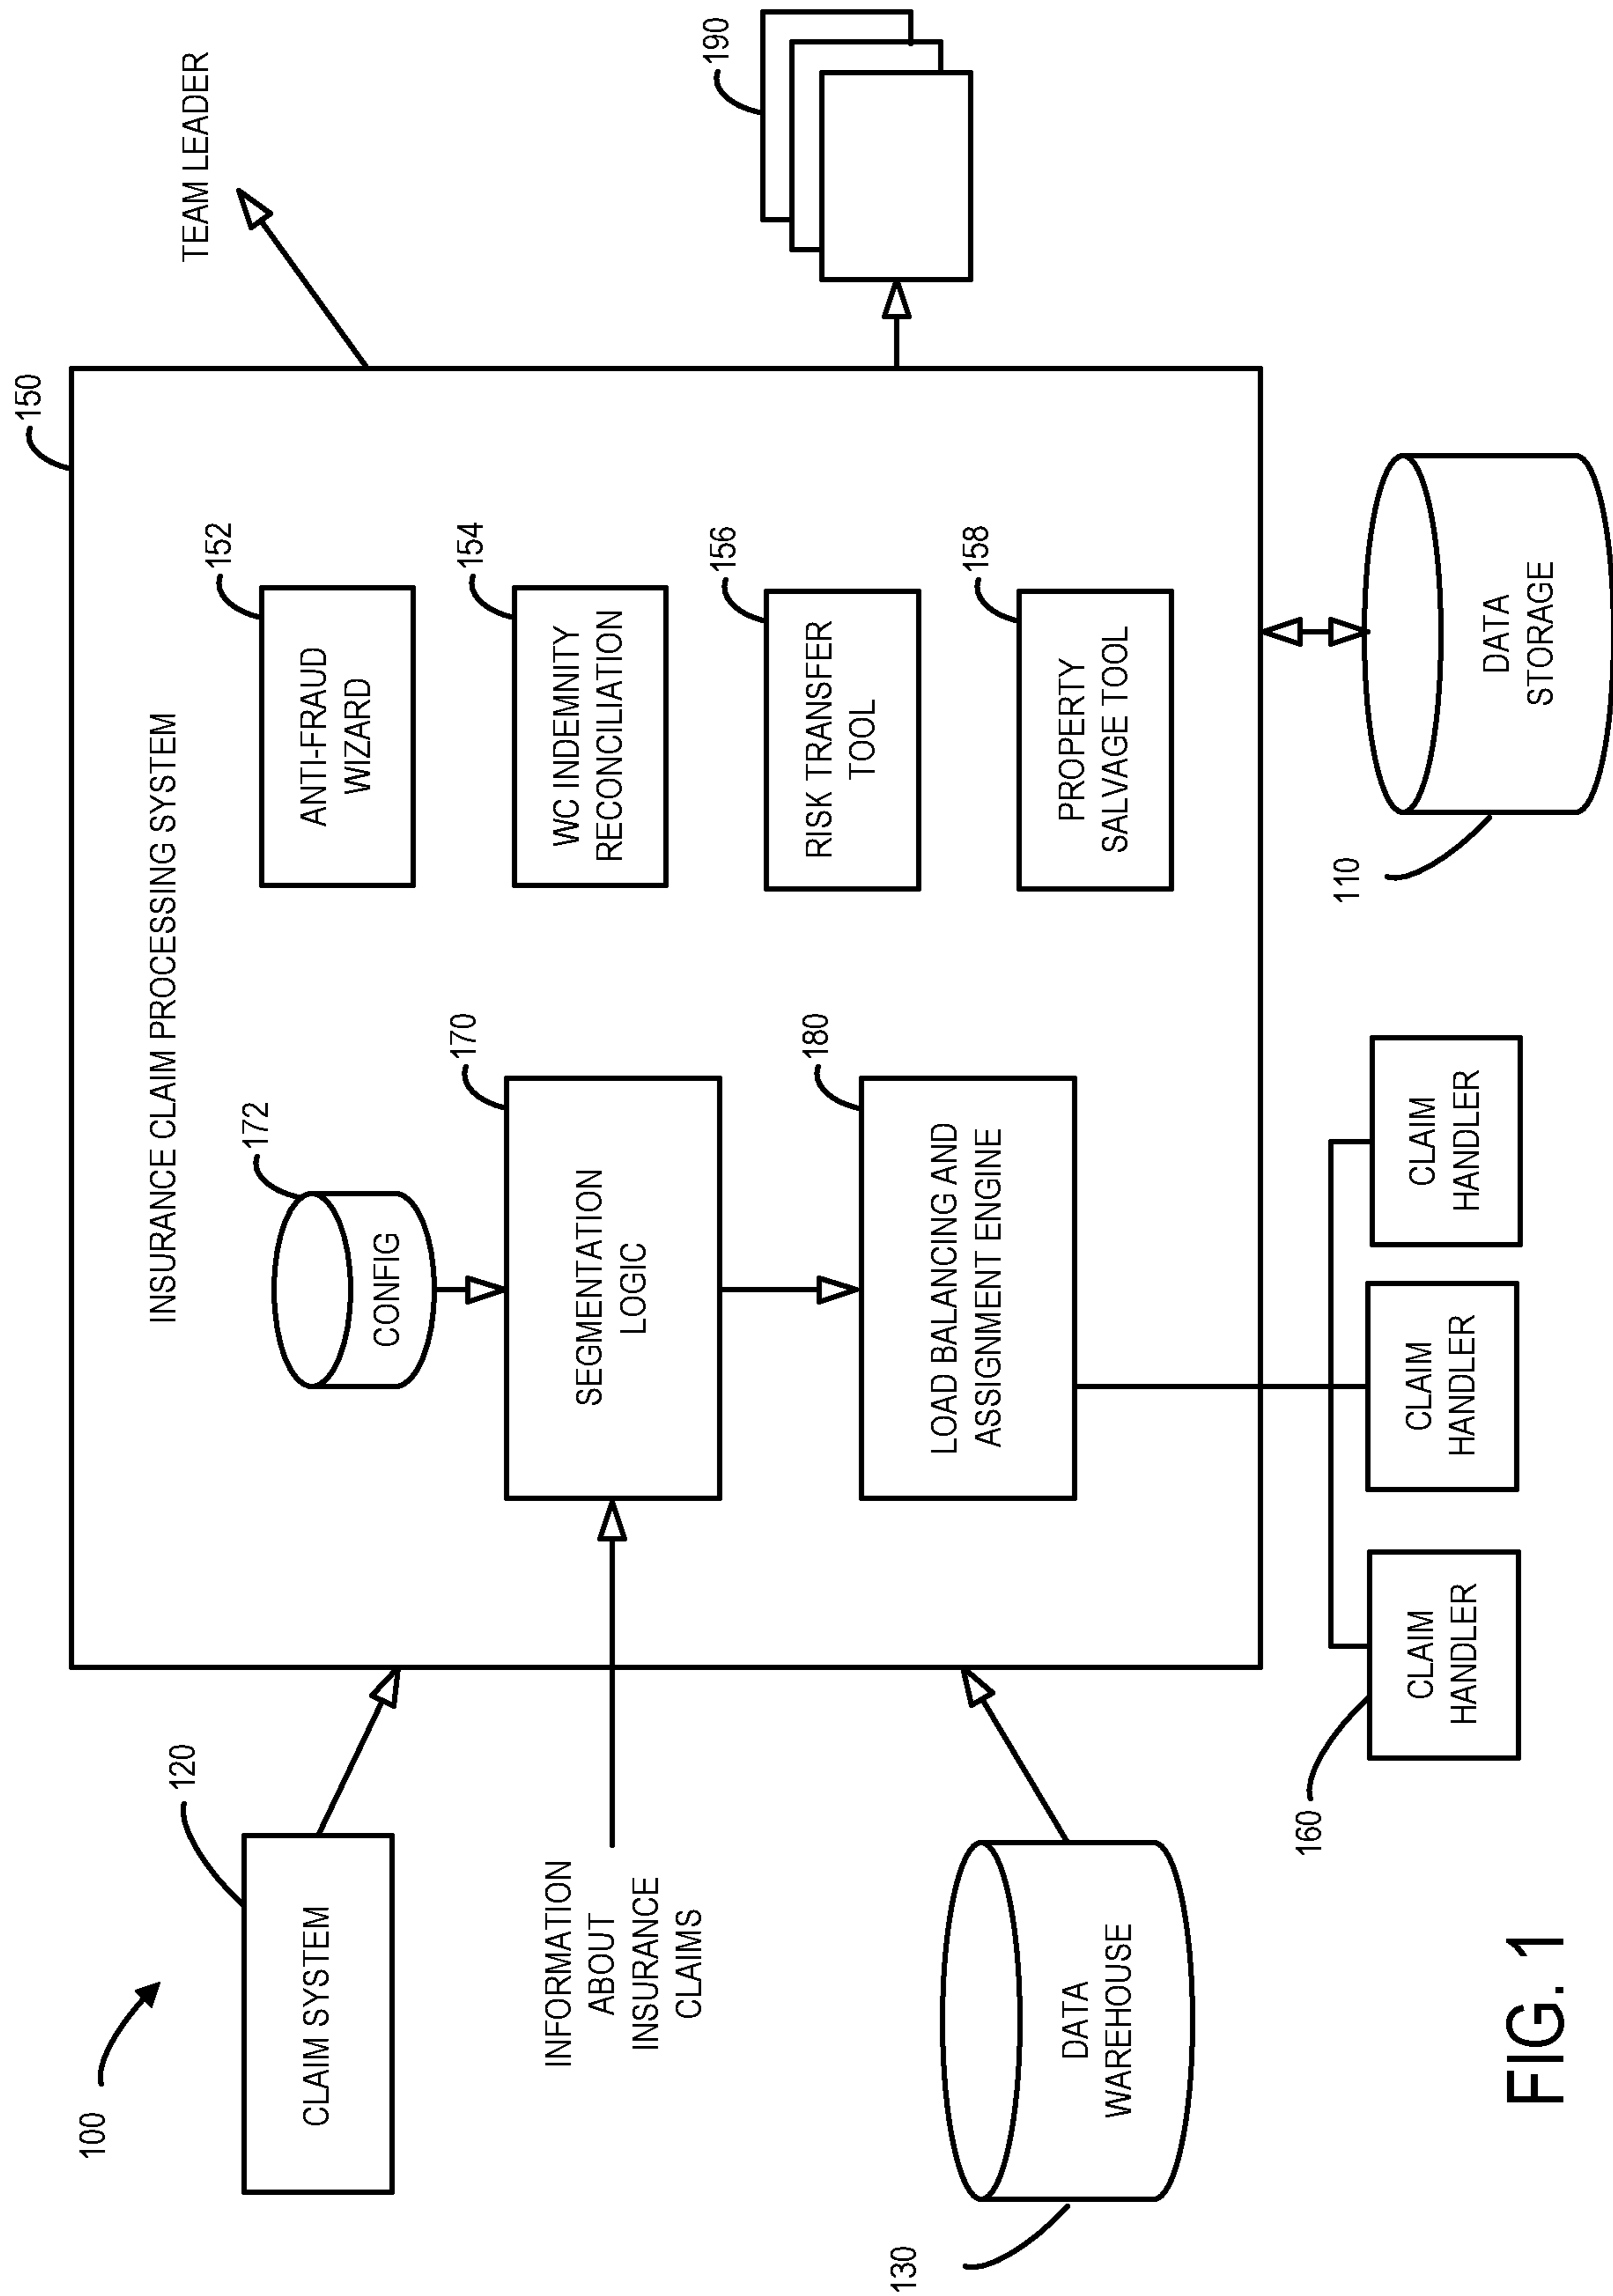 100
CLAIM SYSTEM
120
INFORMATION
ABOUT
INSURANCE
CLAIMS
DATA
WAREHOUSE
130
150
INSURANCE CLAIM PROCESSING SYSTEM
CONFIG
172
SEGMENTATION
LOGIC
170
LOAD BALANCING AND
ASSIGNMENT ENGINE
180
ANTI-FRAUD
WIZARD
152
WC INDEMNITY
RECONCILIATION
154
RISK TRANSFER
TOOL
156
PROPERTY
SALVAGE TOOL
158
TEAM LEADER
190
160
CLAIM
HANDLER
CLAIM
HANDLER
CLAIM
HANDLER
110
DATA
STORAGE
FIG. 1